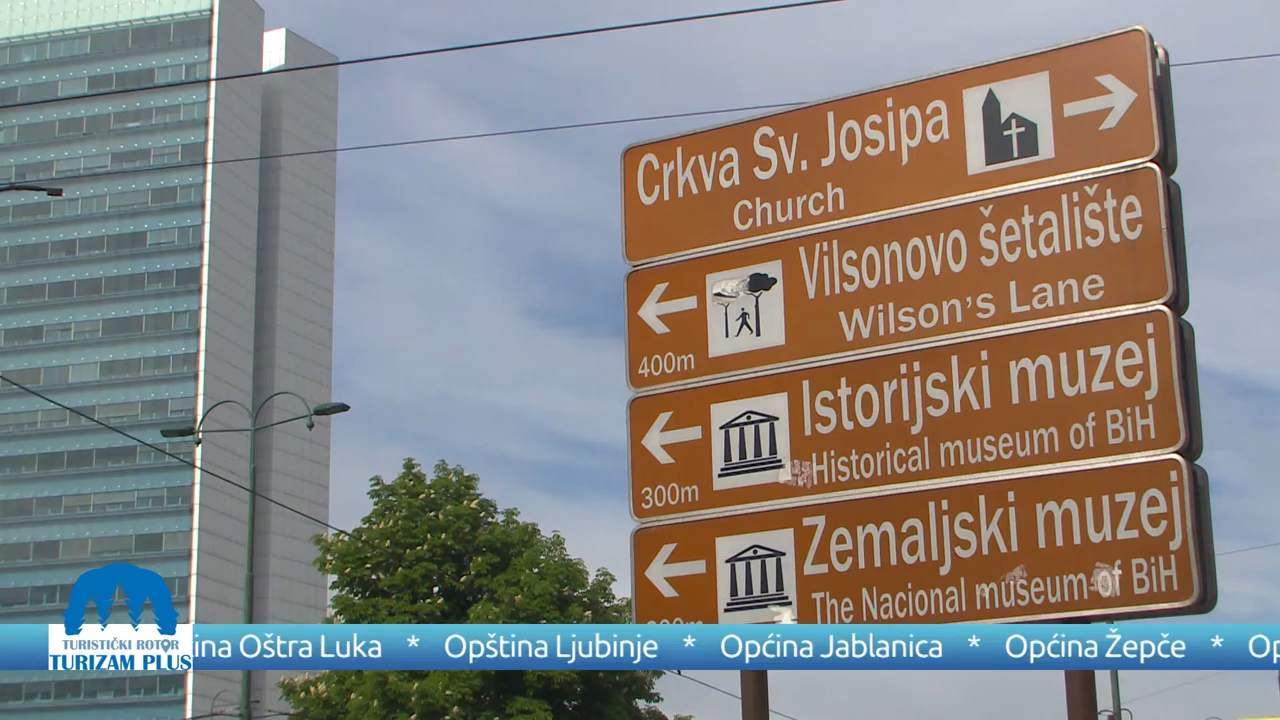 Crkva Sv. Josipa
Church
Vilsonovo šetalište
Wilson's Lane
400m
Istorijski muzej
Historical museum of BiH
300m
Zemaljski muzej
The Nacional museum of BiH
TURISTIČKI ROTOR
TURIZAM PLUS
ina Oštra Luka * Opština Ljubinje * Općina Jablanica * Općina Žepče * Op